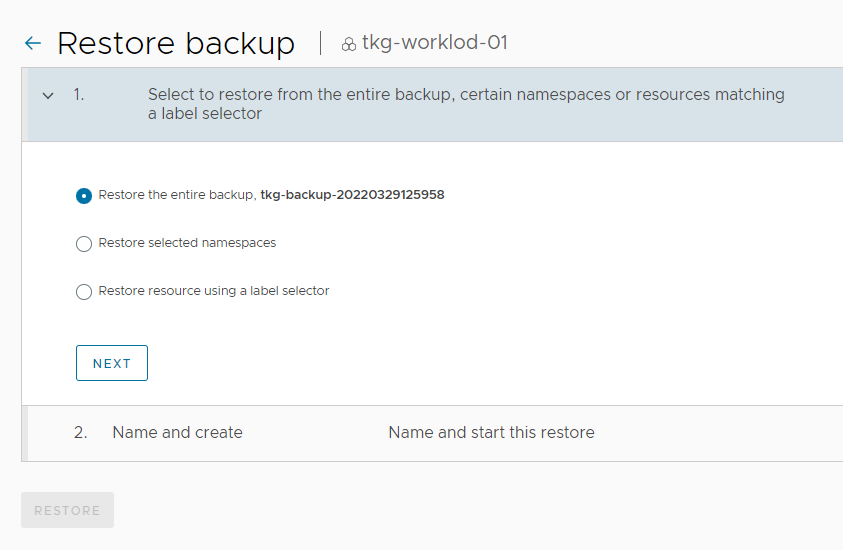 Restore backup
tkg-worklod-01
1.
Select to restore from the entire backup, certain namespaces or resources matching
a label selector
Restore the entire backup, tkg-backup-20220329125958
Restore selected namespaces
Restore resource using a label selector
NEXT
2. Name and create
Name and start this restore
RESTORE